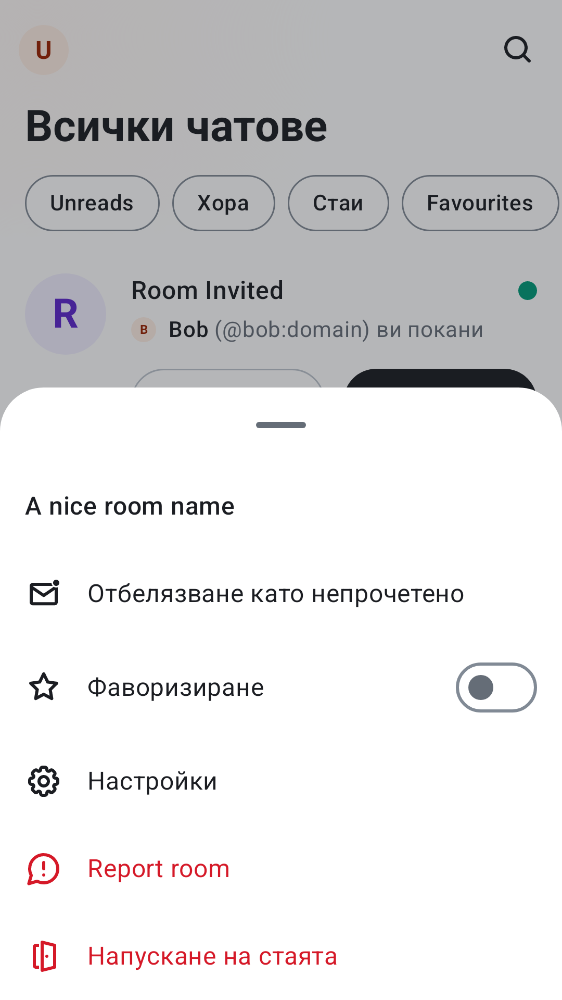 U
Всички чатове
Unreads
Хора
Стаи
Favourites
R
Room Invited
B
Bob (@bob:domain) ви покани
A nice room name
Отбелязване като непрочетено
Фаворизиране
Настройки
Report room
Напускане на стаята